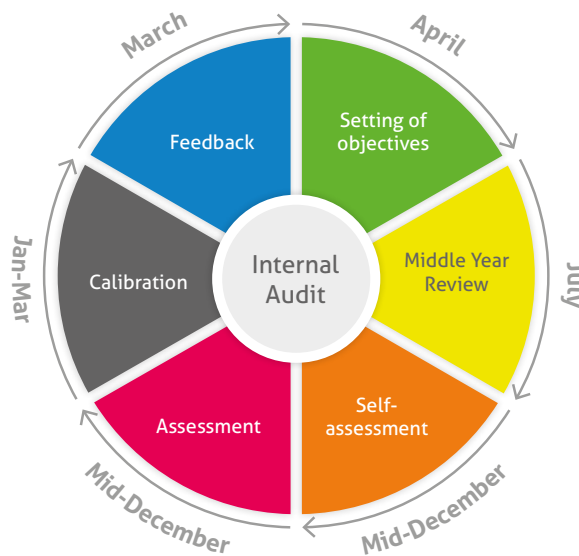 March
April
Feedback
Setting of
objectives
Jan-Mar
Calibration
Internal
Audit
Middle Year
Review
July
Assessment
Self-
assessment
Mid-December
Mid-December